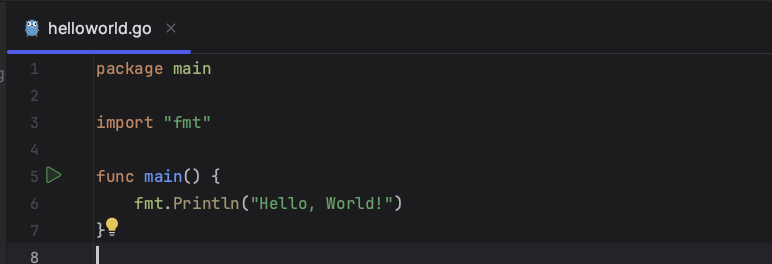 helloworld.go
1 package main
2
3 import "fmt"
4
5 func main() {
6     fmt.Println("Hello, World!")
7 }
8